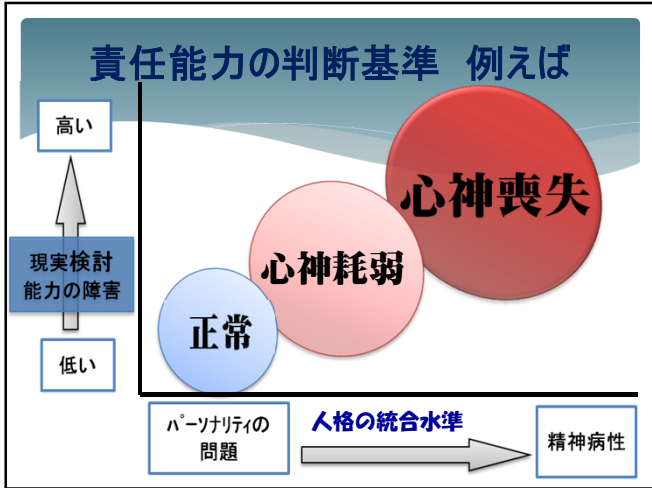 責任能力の判断基準 例えば
高い
現実検討
能力の障害
低い
心神喪失
心神耗弱
正常
パーソナリティの
問題
人格の統合水準
精神病性